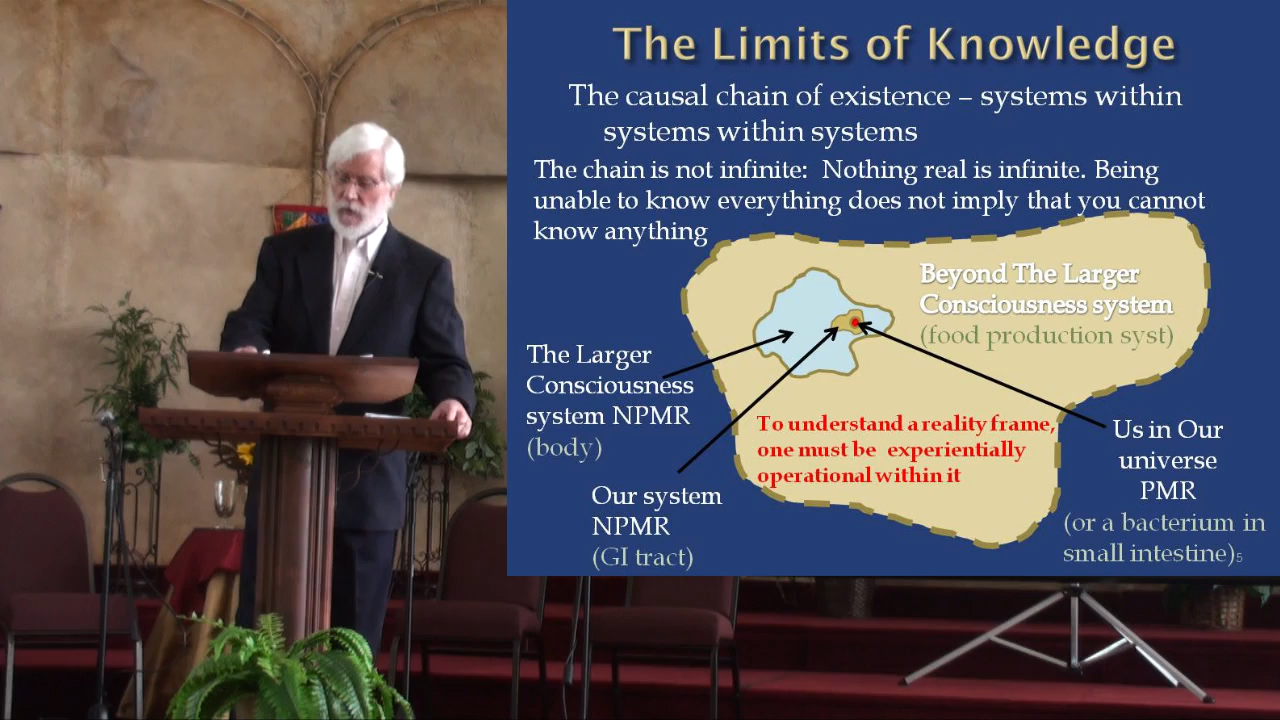 The Limits of Knowledge
The causal chain of existence – systems within
systems within systems
The chain is not infinite:  Nothing real is infinite. Being
unable to know everything does not imply that you cannot
know anything
Beyond The Larger
Consciousness system
(food production syst)
The Larger
Consciousness
system NPMR
(body)
To understand a reality frame,
one must be  experientially
operational within it
Us in Our
universe
PMR
(or a bacterium in
small intestine)5
Our system
NPMR
(GI tract)